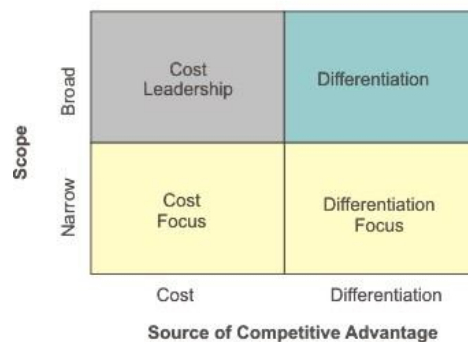 Scope
Broad
Narrow
Cost
Leadership
Differentiation
Cost
Focus
Differentiation
Focus
Cost
Differentiation
Source of Competitive Advantage